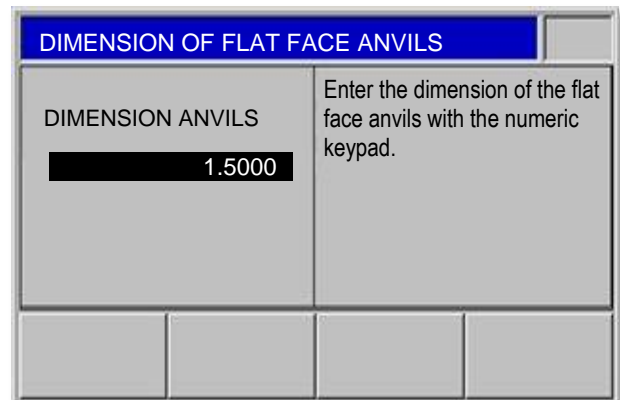 DIMENSION OF FLAT FACE ANVILS
DIMENSION ANVILS
1.5000
Enter the dimension of the flat
face anvils with the numeric
keypad.